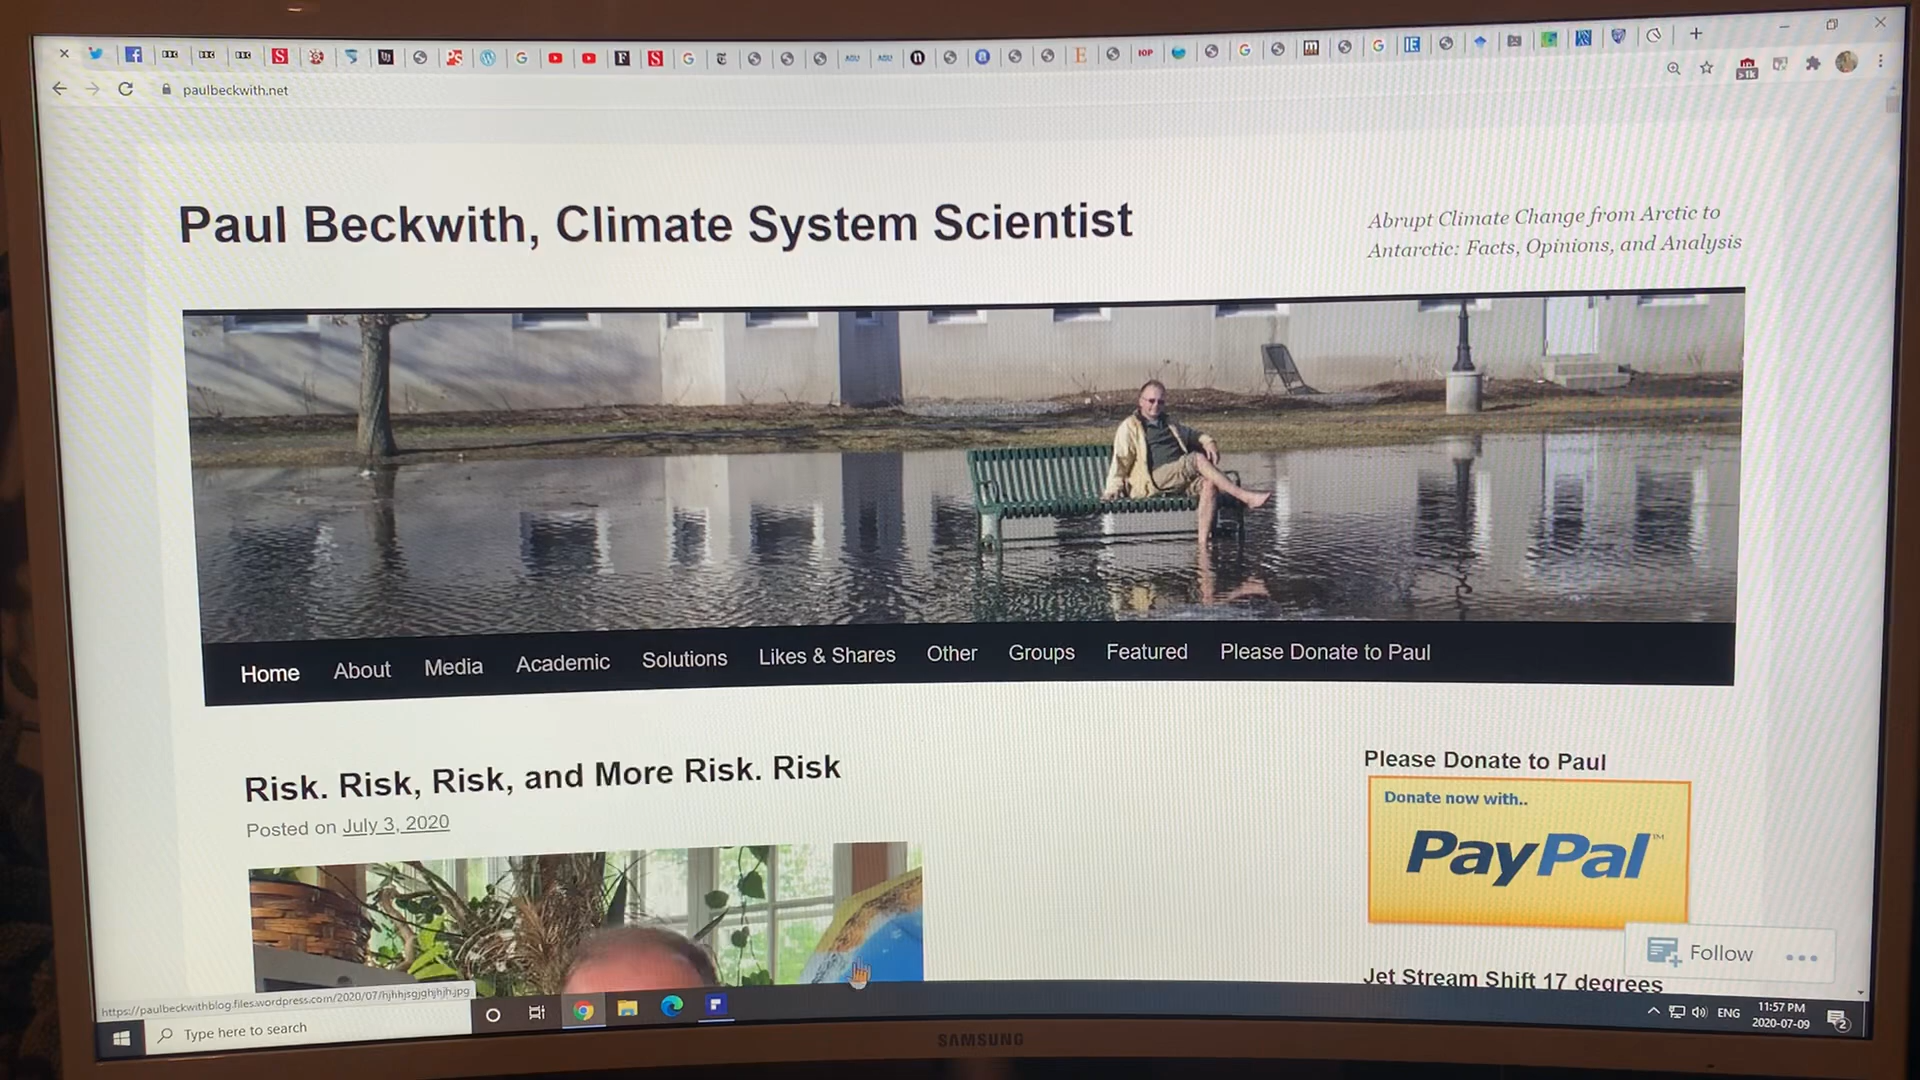 paulbeckwith.net
Paul Beckwith, Climate System Scientist
Abrupt Climate Change from Arctic to
Antarctic: Facts, Opinions, and Analysis
Home About Media Academic Solutions Likes & Shares Other Groups Featured Please Donate to Paul
Risk. Risk, Risk, and More Risk. Risk
Posted on July 3, 2020
Please Donate to Paul
Donate now with..
PayPal™
Follow
Jet Stream Shift 17 degrees
Type here to search
ENG
11:57 PM
2020-07-09
2
SAMSUNG